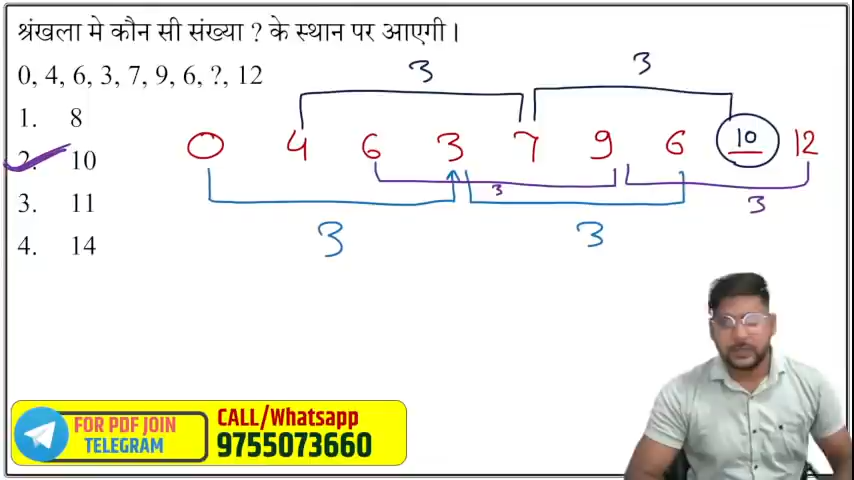 श्रंखला मे कौन सी संख्या ? के स्थान पर आएगी।
0, 4, 6, 3, 7, 9, 6, ?, 12
1. 8
2. 10
3. 11
4. 14
3 3
0 4 6 3 7 9 6 10 12
3 3
3 3
FOR PDF JOIN
TELEGRAM
CALL/Whatsapp
9755073660